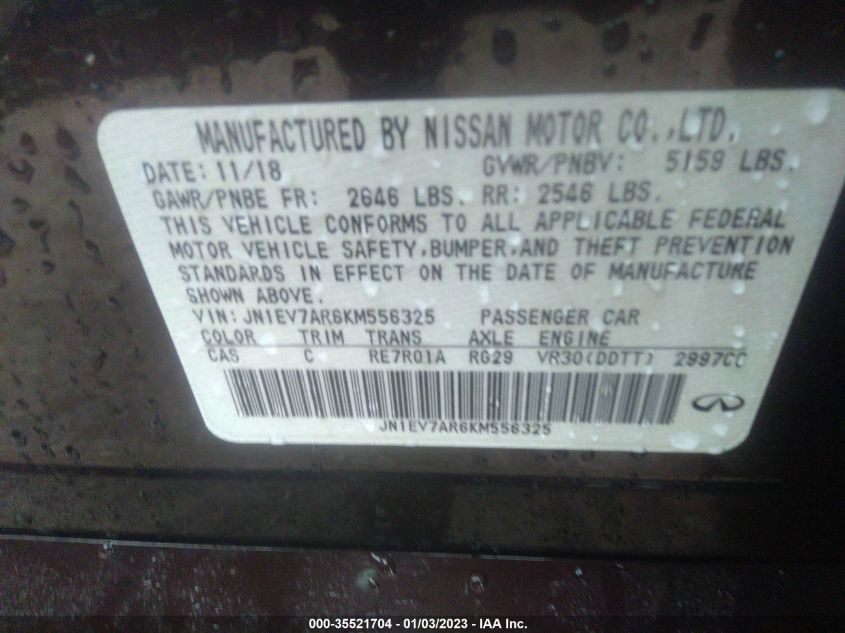 MANUFACTURED BY NISSAN MOTOR CO.,LTD.
DATE: 11/18 GVWR/PNBV: 5159 LBS.
GAWR/PNBE FR: 2646 LBS. RR: 2546 LBS.
THIS VEHICLE CONFORMS TO ALL APPLICABLE FEDERAL
MOTOR VEHICLE SAFETY,BUMPER,AND THEFT PREVENTION
STANDARDS IN EFFECT ON THE DATE OF MANUFACTURE
SHOWN ABOVE.
VIN: JN1EV7AR6KM556325 PASSENGER CAR
COLOR TRIM TRANS AXLE ENGINE
CAS C RE7R01A RG29 VR30(DDTT) 2997CC
JN1EV7AR6KM556325
000-35521704 - 01/03/2023 - IAA Inc.